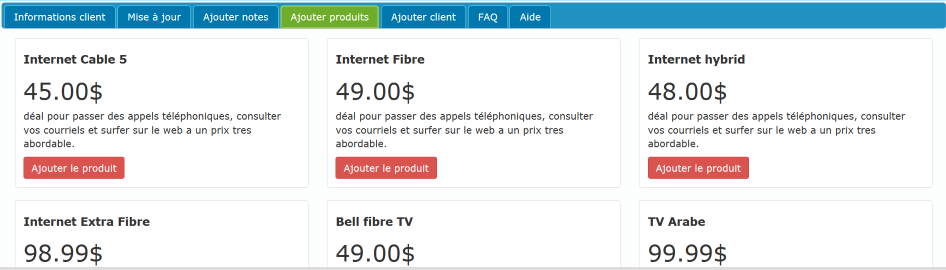 Informations client
Mise à jour
Ajouter notes
Ajouter produits
Ajouter client
FAQ
Aide
Internet Cable 5
45.00$
déal pour passer des appels téléphoniques, consulter
vos courriels et surfer sur le web a un prix tres
abordable.
Ajouter le produit
Internet Fibre
49.00$
déal pour passer des appels téléphoniques, consulter
vos courriels et surfer sur le web a un prix tres
abordable.
Ajouter le produit
Internet hybrid
48.00$
déal pour passer des appels téléphoniques, consulter
vos courriels et surfer sur le web a un prix tres
abordable.
Ajouter le produit
Internet Extra Fibre
98.99$
Bell fibre TV
49.00$
TV Arabe
99.99$